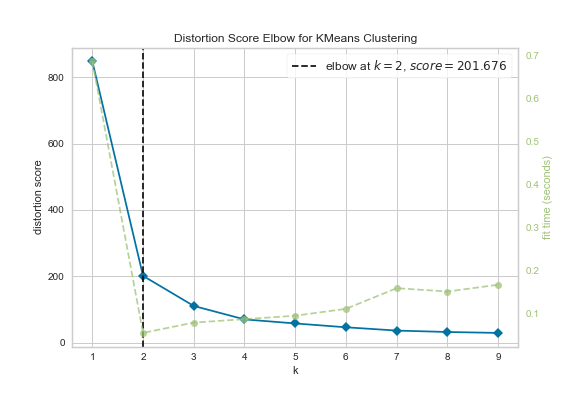 Distortion Score Elbow for KMeans Clustering
elbow at k = 2, score = 201.676
distortion score
800
600
400
200
0
fit time (seconds)
0.7
0.6
0.5
0.4
0.3
0.2
0.1
1 2 3 4 5 6 7 8 9
k